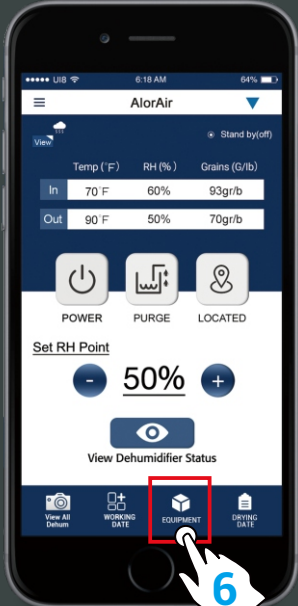 UIB 6:18 AM 64%
AlorAir
View
Stand by(off)
Temp (°F) RH (%) Grains (G/lb)
In 70°F 60% 93gr/b
Out 90°F 50% 70gr/b
POWER PURGE LOCATED
Set RH Point
- 50% +
View Dehumidifier Status
View All
Dehum
WORKING
DATE
EQUIPMENT
DRYING
DATE
6